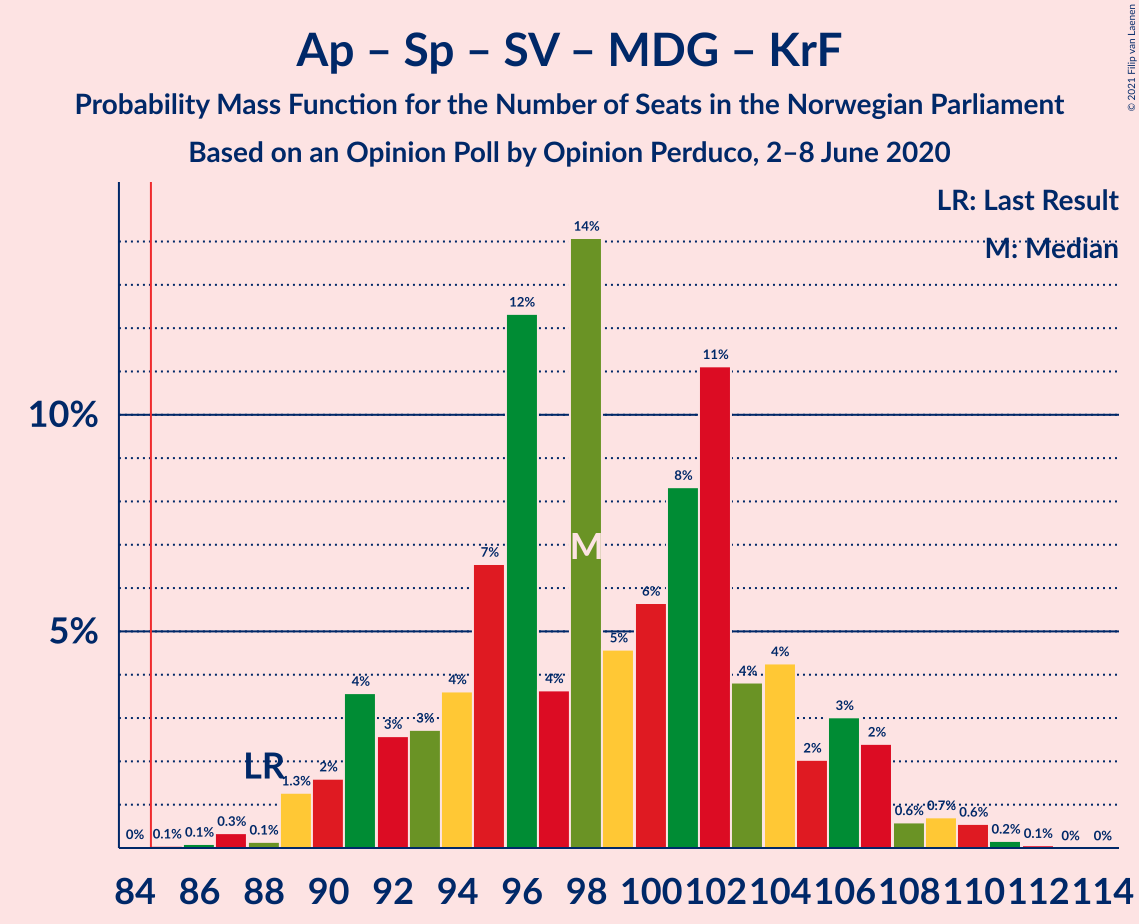 Ap – Sp – SV – MDG – KrF
Probability Mass Function for the Number of Seats in the Norwegian Parliament
Based on an Opinion Poll by Opinion Perduco, 2–8 June 2020
© 2021 Filip van Laenen
LR: Last Result
M: Median
10%
5%
0% 0.1% 0.1% 0.3% 0.1% 1.3% 2% 4% 3% 3% 4% 7% 12% 4% 14% 5% 6% 8% 11% 4% 4% 2% 3% 2% 0.6% 0.7% 0.6% 0.2% 0.1% 0% 0%
LR
M
84 86 88 90 92 94 96 98 100 102 104 106 108 110 112 114